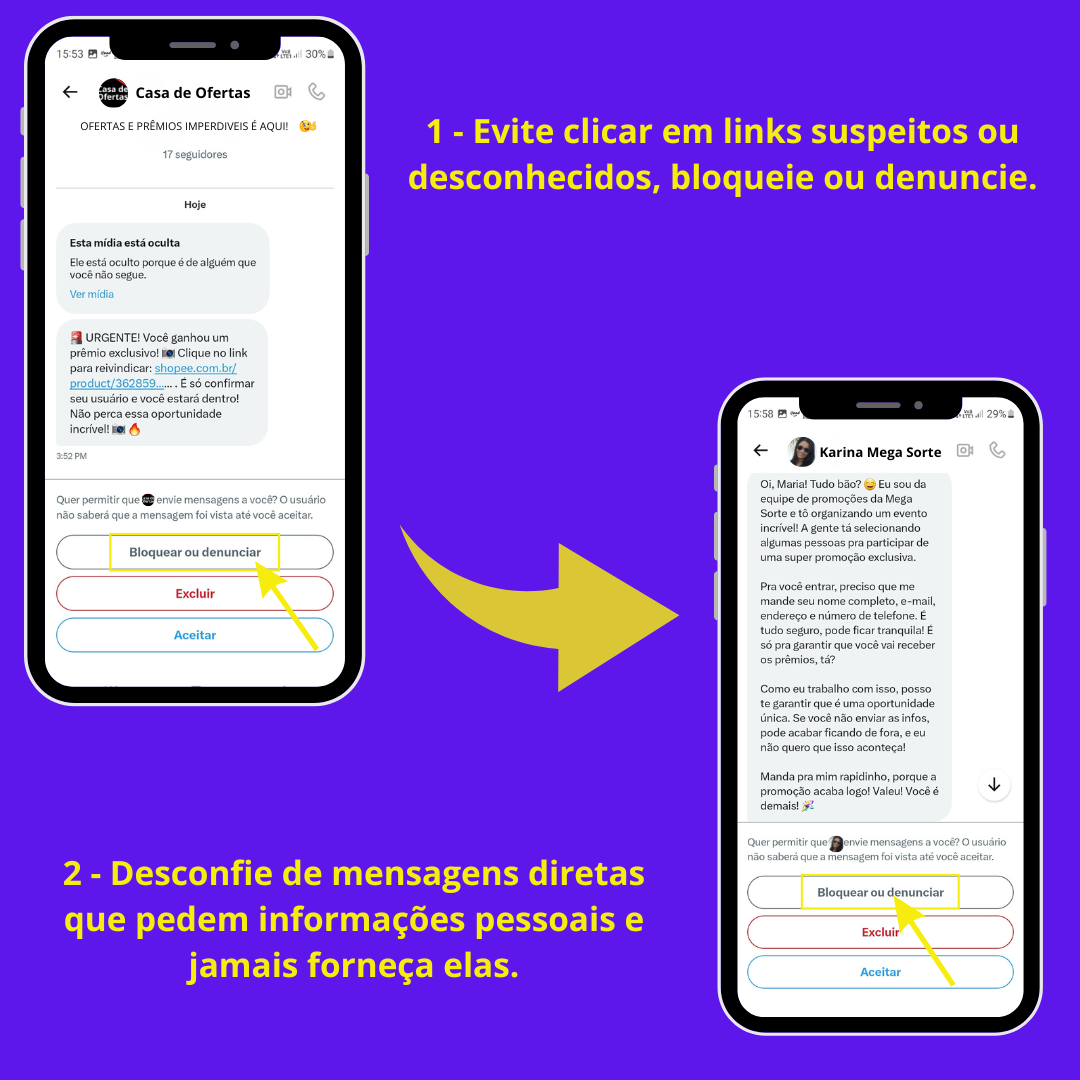 15:53
30%
Casa de Ofertas
OFERTAS E PRÊMIOS IMPERDIVEIS É AQUI!
17 seguidores
Hoje
Esta mídia está oculta
Ele está oculto porque é de alguém que
você não segue.
Ver mídia
URGENTE! Você ganhou um
prêmio exclusivo! Clique no link
para reivindicar: shopee.com.br/
product/362859...... . É só confirmar
seu usuário e você estará dentro!
Não perca essa oportunidade
incrível!
3:52 PM
Quer permitir que envie mensagens a você? O usuário
não saberá que a mensagem foi vista até você aceitar.
Bloquear ou denunciar
Excluir
Aceitar
1 - Evite clicar em links suspeitos ou
desconhecidos, bloqueie ou denuncie.
15:58
29%
Karina Mega Sorte
Oi, Maria! Tudo bão? Eu sou da
equipe de promoções da Mega
Sorte e tô organizando um evento
incrível! A gente tá selecionando
algumas pessoas pra participar de
uma super promoção exclusiva.
Pra você entrar, preciso que me
mande seu nome completo, e-mail,
endereço e número de telefone. É
tudo seguro, pode ficar tranquila! É
só pra garantir que você vai receber
os prêmios, tá?
Como eu trabalho com isso, posso
te garantir que é uma oportunidade
única. Se você não enviar as infos,
pode acabar ficando de fora, e eu
não quero que isso aconteça!
Manda pra mim rapidinho, porque a
promoção acaba logo! Valeu! Você é
demais!
Quer permitir que envie mensagens a você? O usuário
não saberá que a mensagem foi vista até você aceitar.
Bloquear ou denunciar
Excluir
Aceitar
2 - Desconfie de mensagens diretas
que pedem informações pessoais e
jamais forneça elas.